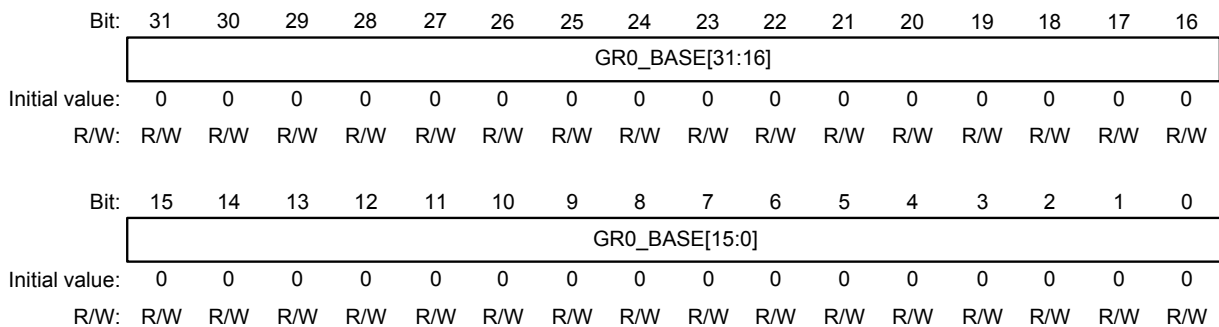 Bit: 31 30 29 28 27 26 25 24 23 22 21 20 19 18 17 16
GR0_BASE[31:16]
Initial value: 0 0 0 0 0 0 0 0 0 0 0 0 0 0 0 0
R/W: R/W R/W R/W R/W R/W R/W R/W R/W R/W R/W R/W R/W R/W R/W R/W R/W
Bit: 15 14 13 12 11 10 9 8 7 6 5 4 3 2 1 0
GR0_BASE[15:0]
Initial value: 0 0 0 0 0 0 0 0 0 0 0 0 0 0 0 0
R/W: R/W R/W R/W R/W R/W R/W R/W R/W R/W R/W R/W R/W R/W R/W R/W R/W